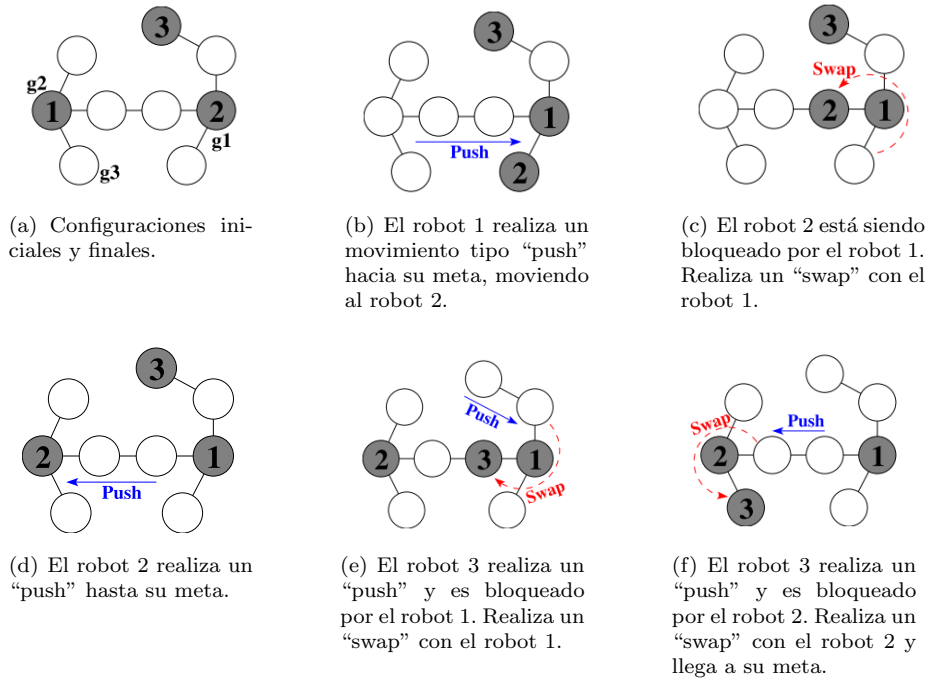 3
g2
1
2
g1
g3
(a) Configuraciones ini-
ciales y finales.
3
1
Push
2
(b) El robot 1 realiza un
movimiento tipo “push”
hacia su meta, moviendo
al robot 2.
3
Swap
2
1
(c) El robot 2 está siendo
bloqueado por el robot 1.
Realiza un “swap” con el
robot 1.
3
2
1
Push
(d) El robot 2 realiza un
“push” hasta su meta.
Push
2
3
1
Swap
(e) El robot 3 realiza un
“push” y es bloqueado
por el robot 1. Realiza un
“swap” con el robot 1.
Swap
Push
2
1
3
(f) El robot 3 realiza un
“push” y es bloqueado
por el robot 2. Realiza un
“swap” con el robot 2 y
llega a su meta.